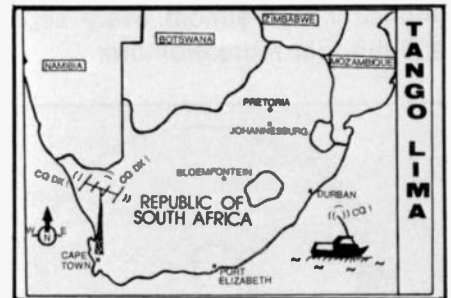 ZIMBABWE
BOTSWANA
NAMIBIA
MOZAMBIQUE
PRETORIA
JOHANNESBURG
CQ DX!
CQ DX!
BLOEMFONTEIN
REPUBLIC OF
SOUTH AFRICA
DURBAN
((·)) CQ!
W E
N
CAPE
TOWN
PORT
ELIZABETH
TANGO LIMA